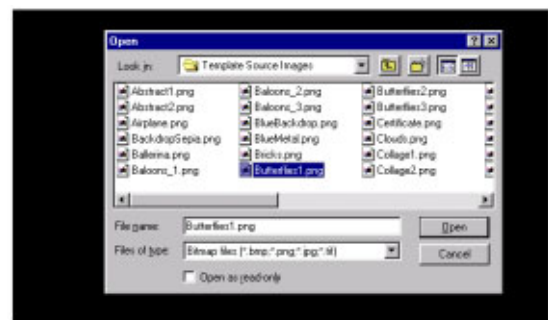 Open
Look in: Template Source Images
Abstract1.png
Abstract2.png
Airplane.png
BackdropSepia.png
Ballerina.png
Baloons_1.png
Baloons_2.png
Baloons_3.png
BlueBackdrop.png
BlueMetal.png
Bricks.png
Butterflies1.png
Butterflies2.png
Butterflies3.png
Certificate.png
Clouds.png
Collage1.png
Collage2.png
File name: Butterflies1.png Open
Files of type: Bitmap files (*.bmp;*.png;*.jpg;*.tif) Cancel
Open as read-only